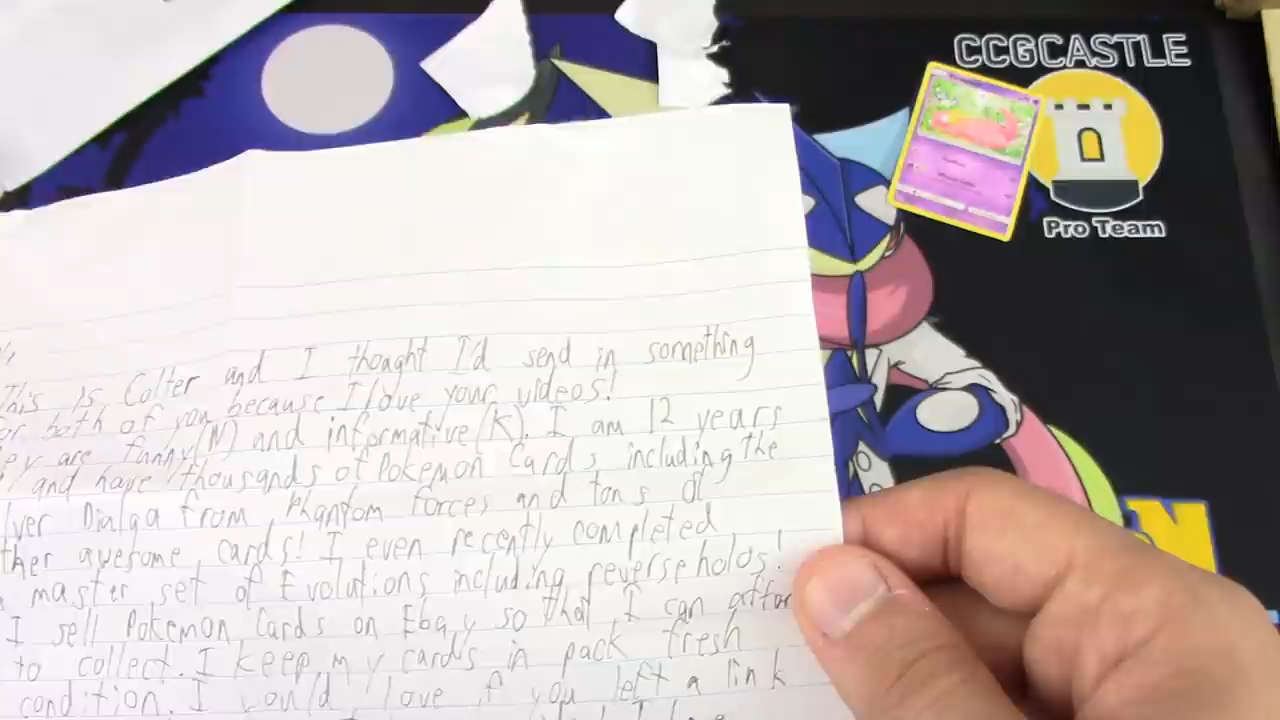 CCGCASTLE
Pro Team
This is Colter and I thought I'd send in something
for both of you because I love your videos!
They are funny(N) and informative(K). I am 12 years
and have thousands of Pokemon Cards including the
Dialga from Phantom Forces and tons of
other awesome cards! I even recently completed
master set of Evolutions including reverse holos!
I sell Pokemon Cards on Ebay so that I can affor
to collect. I keep my cards in pack fresh
condition. I would love if you left a link